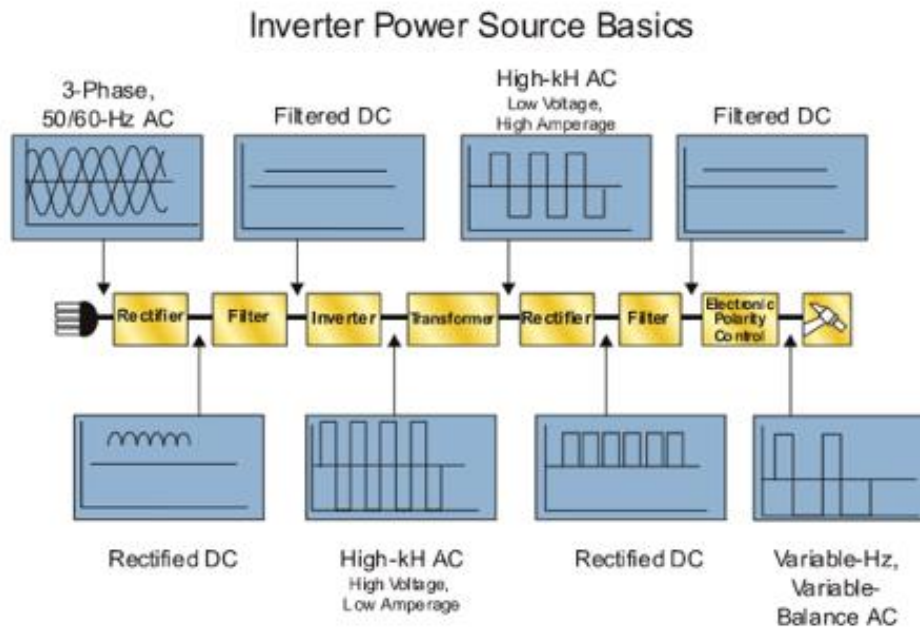 Inverter Power Source Basics
3-Phase,
50/60-Hz AC
Filtered DC
High-kH AC
Low Voltage,
High Amperage
Filtered DC
Rectifier
Filter
Inverter
Transformer
Rectifier
Filter
Electronic
Polarity
Control
Rectified DC
High-kH AC
High Voltage,
Low Amperage
Rectified DC
Variable-Hz,
Variable-
Balance AC